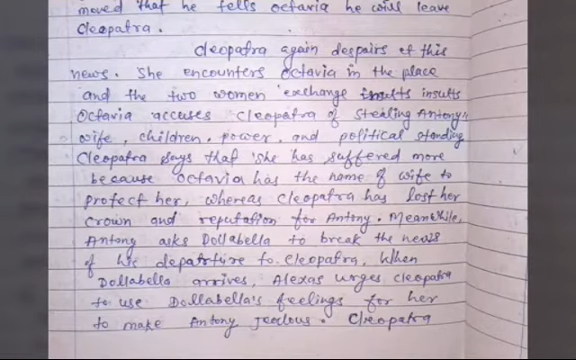 moved that he tells octavia he will leave
Cleopatra.
Cleopatra again despairs at this
news. She encounters Octavia in the place
and the two women exchange insults insults
Octavia accuses Cleopatra of stealing Antony's
wife, children, power, and political standing
Cleopatra says that she has suffered more
because Octavia has the name of wife to
protect her, whereas Cleopatra has lost her
crown and reputation for Antony. Meanwhile,
Antony asks Dollabella to break the news
of his departure to Cleopatra. When
Dollabella arrives, Alexas urges Cleopatra
to use Dollabella's feelings for her
to make Antony Jealous. Cleopatra